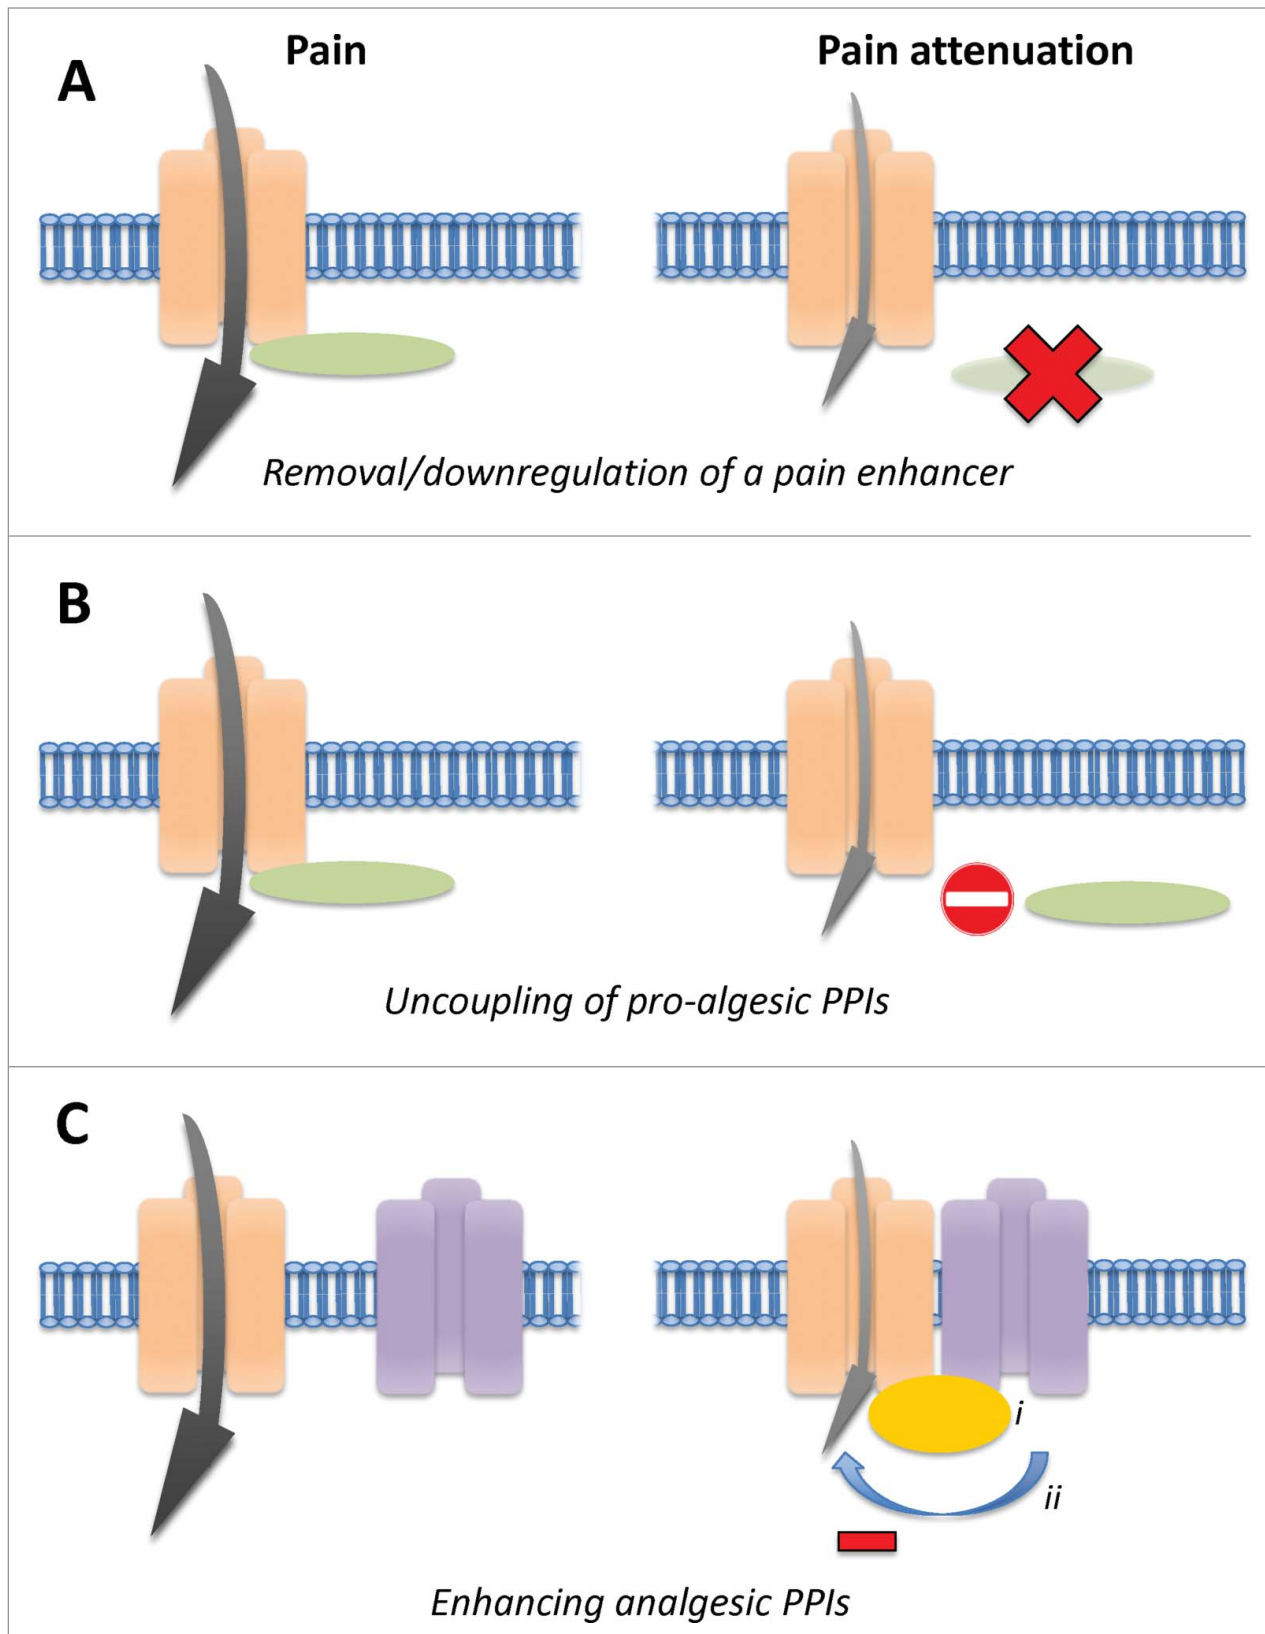 Pain
Pain attenuation
A
Removal/downregulation of a pain enhancer
B
Uncoupling of pro-algesic PPIs
C
i
ii
Enhancing analgesic PPIs